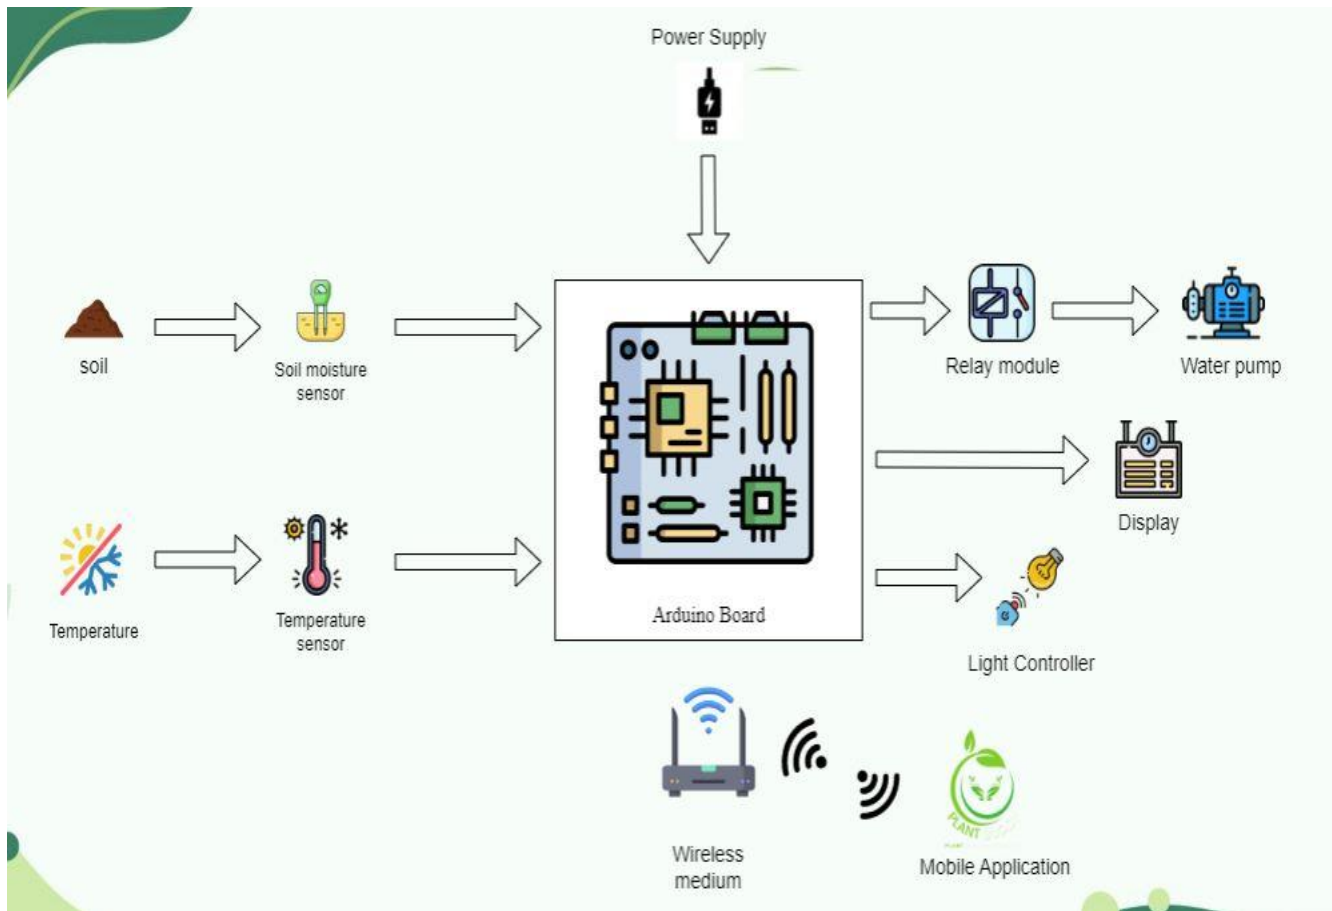 Power Supply
soil
Soil moisture
sensor
Relay module
Water pump
Display
Temperature
Temperature
sensor
Arduino Board
Light Controller
Wireless
medium
PLANT
Mobile Application